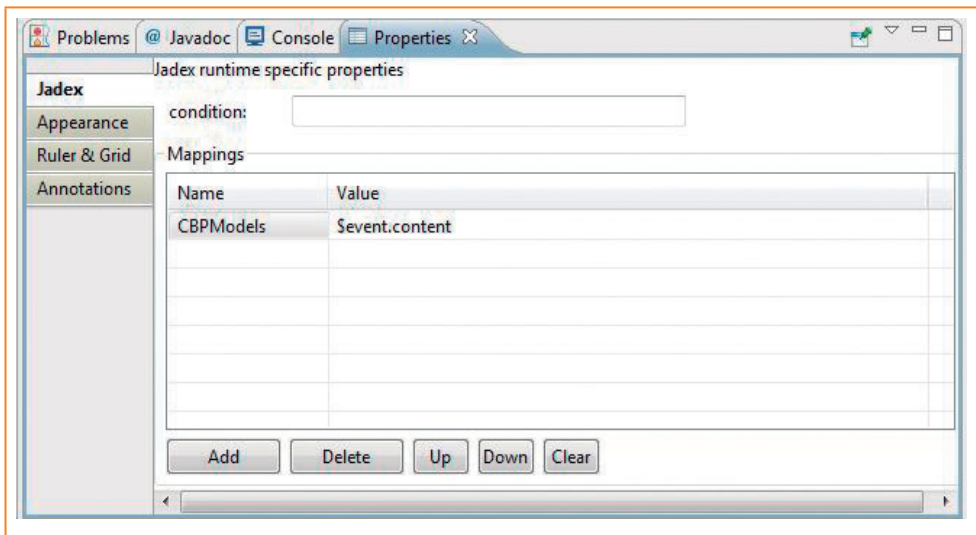 Problems @ Javadoc Console Properties
Jadex runtime specific properties
Jadex
condition:
Appearance
Ruler & Grid
Mappings
Annotations
Name Value
CBPModels $event.content
Add Delete Up Down Clear